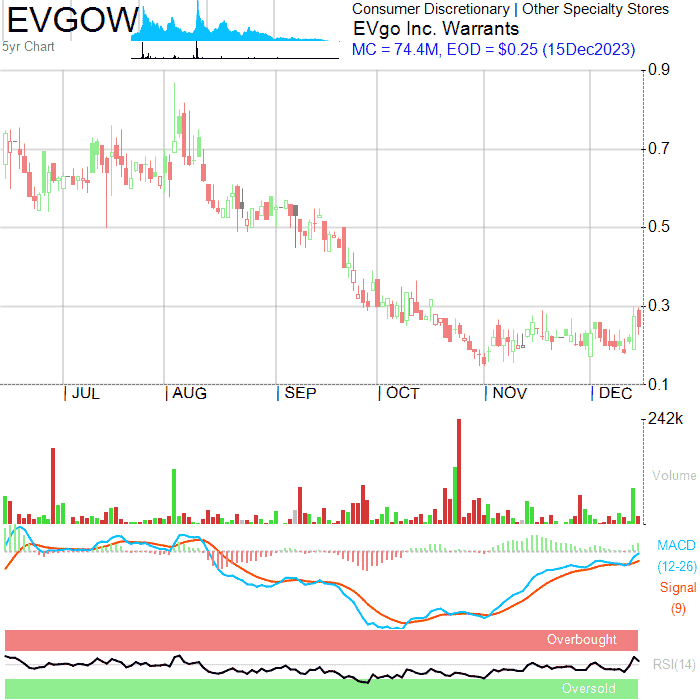 EVGOW
5yr Chart
Consumer Discretionary | Other Specialty Stores
EVgo Inc. Warrants
MC = 74.4M, EOD = $0.25 (15Dec2023)
0.9
0.7
0.5
0.3
0.1
| JUL | AUG | SEP | OCT | NOV | DEC
242k
Volume
MACD
(12-26)
Signal
(9)
Overbought
RSI(14)
Oversold